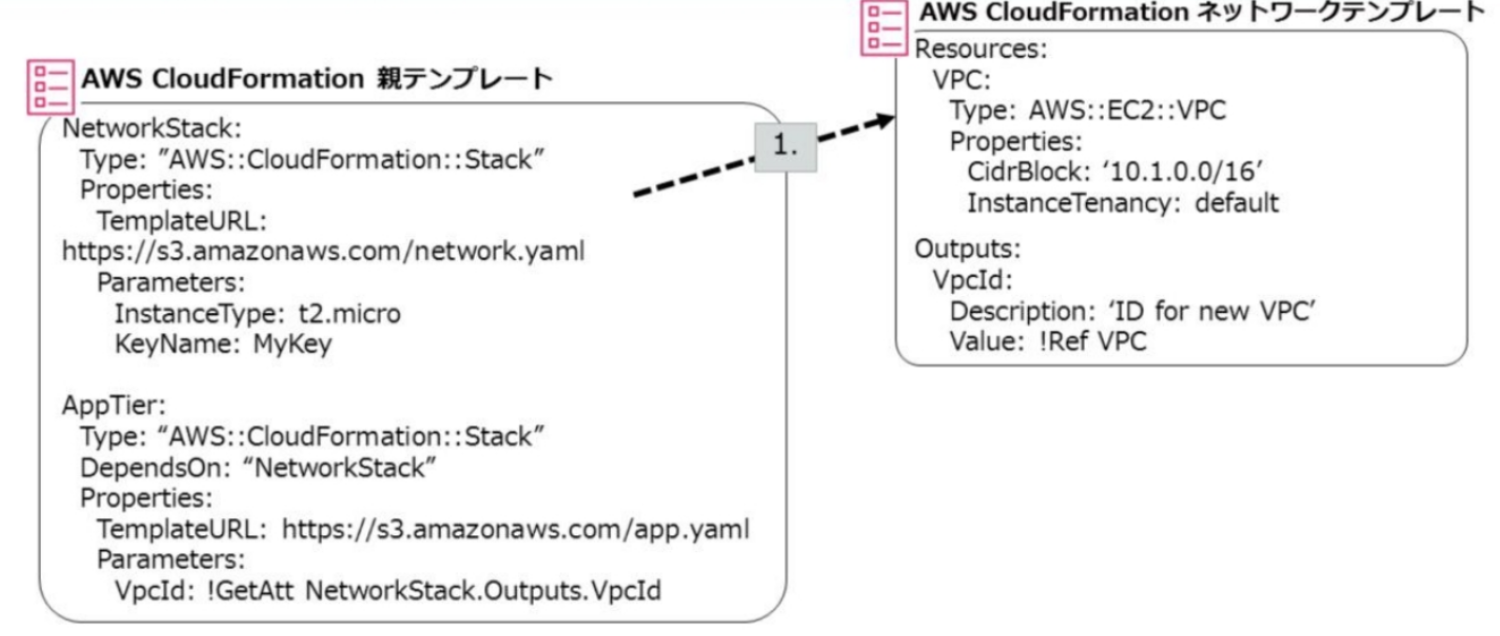 AWS CloudFormation 親テンプレート
NetworkStack:
Type: ”AWS::CloudFormation::Stack”
Properties:
TemplateURL:
https://s3.amazonaws.com/network.yaml
Parameters:
InstanceType: t2.micro
KeyName: MyKey
AppTier:
Type: “AWS::CloudFormation::Stack”
DependsOn: “NetworkStack”
Properties:
TemplateURL: https://s3.amazonaws.com/app.yaml
Parameters:
VpcId: !GetAtt NetworkStack.Outputs.VpcId
1.
AWS CloudFormation ネットワークテンプレート
Resources:
VPC:
Type: AWS::EC2::VPC
Properties:
CidrBlock: ‘10.1.0.0/16’
InstanceTenancy: default
Outputs:
VpcId:
Description: ‘ID for new VPC’
Value: !Ref VPC